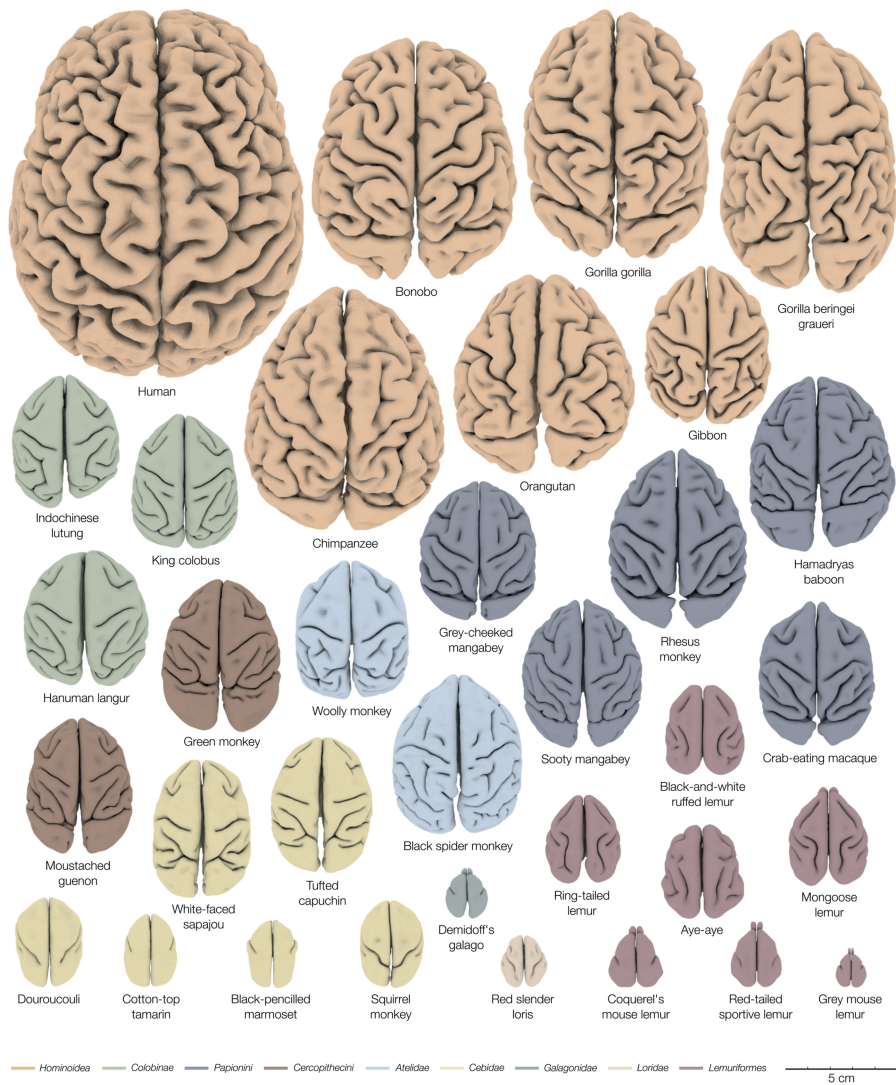 Human
Bonobo
Gorilla gorilla
Gorilla beringei
graueri
Chimpanzee
Orangutan
Gibbon
Indochinese
lutung
King colobus
Hamadryas
baboon
Grey-cheeked
mangabey
Rhesus
monkey
Hanuman langur
Green monkey
Woolly monkey
Sooty mangabey
Crab-eating macaque
Black-and-white
ruffed lemur
Moustached
guenon
White-faced
sapajou
Tufted
capuchin
Black spider monkey
Ring-tailed
lemur
Aye-aye
Mongoose
lemur
Demidoff's
galago
Douroucouli
Cotton-top
tamarin
Black-pencilled
marmoset
Squirrel
monkey
Red slender
loris
Coquerel's
mouse lemur
Red-tailed
sportive lemur
Grey mouse
lemur
Hominoidea Colobinae Papionini Cercopithecini Atelidae Cebidae Galagonidae Loridae Lemuriformes
5 cm